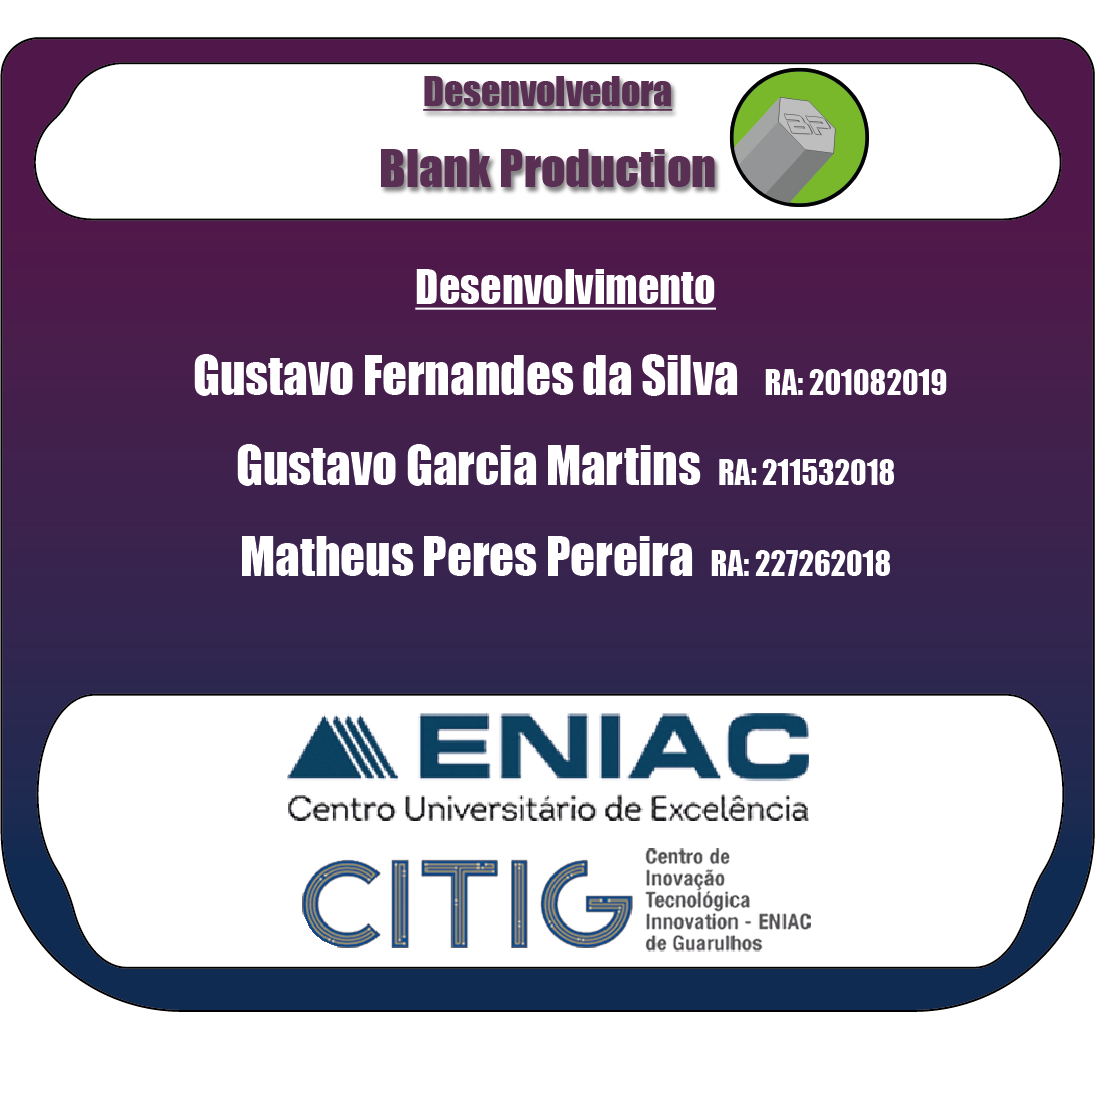 Desenvolvedora
Blank Production
BP
Desenvolvimento
Gustavo Fernandes da Silva RA: 201082019
Gustavo Garcia Martins RA: 211532018
Matheus Peres Pereira RA: 227262018
ENIAC
Centro Universitário de Excelência
CITIG
Centro de
Inovação
Tecnológica
Innovation - ENIAC
de Guarulhos